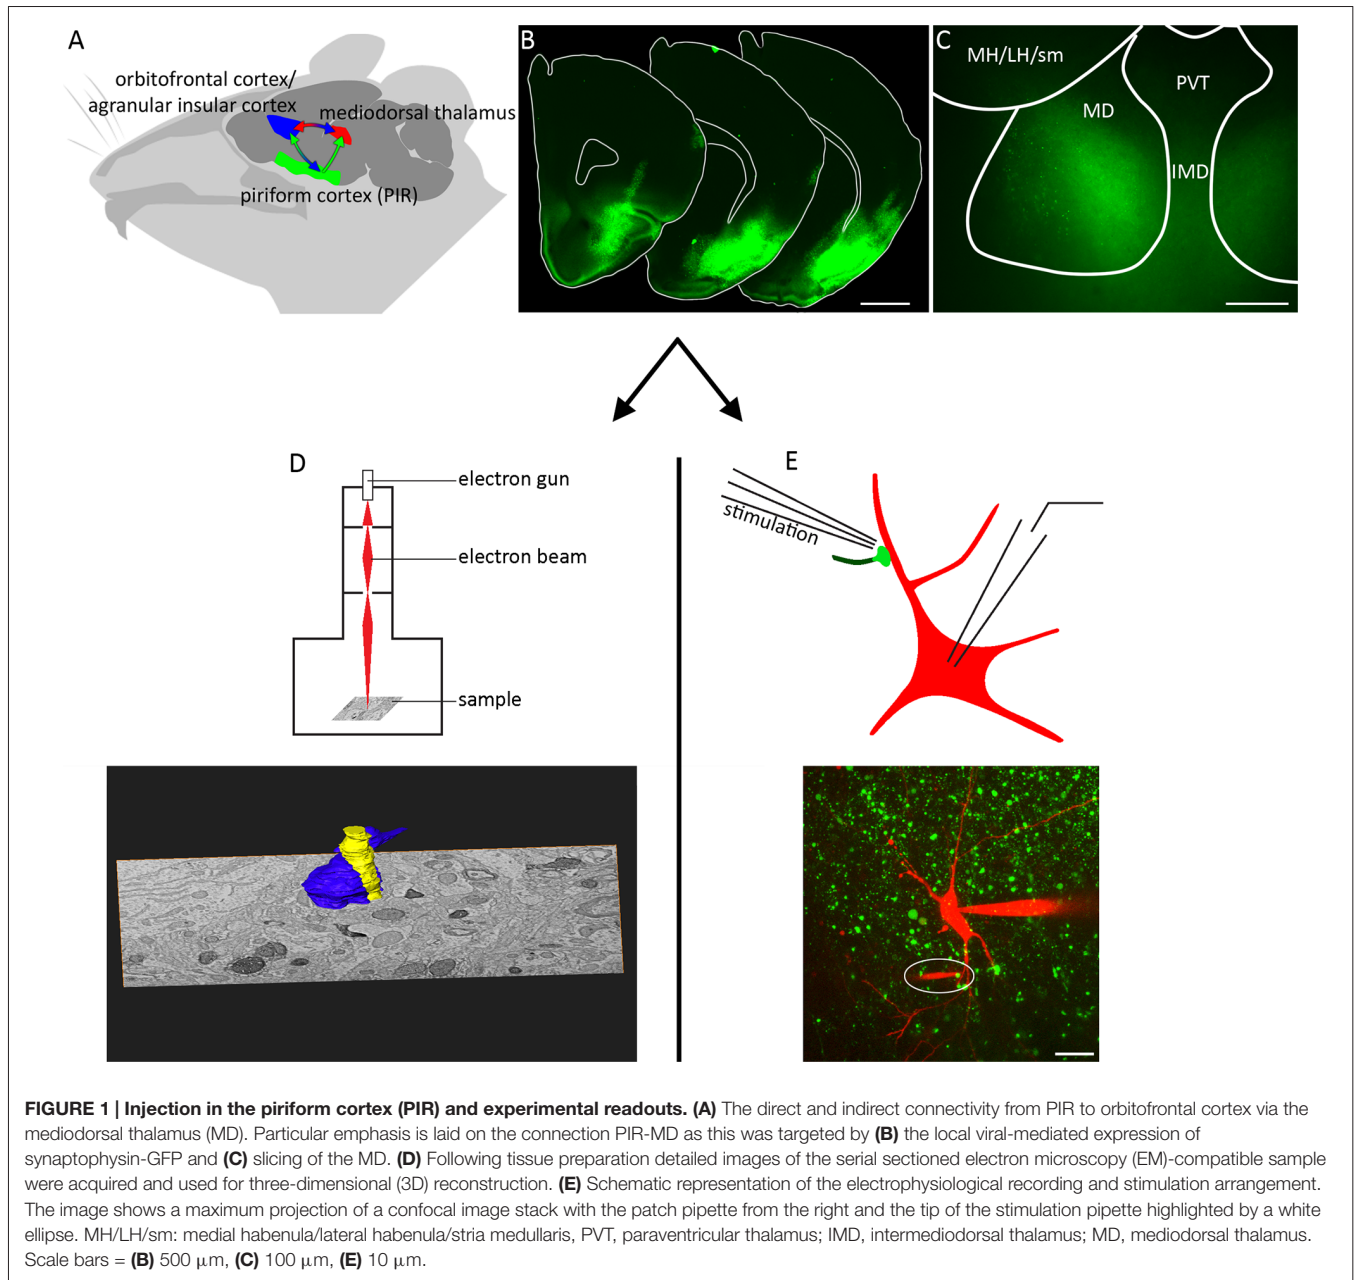 A
orbitofrontal cortex/
agranular insular cortex
mediodorsal thalamus
piriform cortex (PIR)
B
C
MH/LH/sm
PVT
MD
IMD
D
electron gun
electron beam
sample
E
stimulation
FIGURE 1 | Injection in the piriform cortex (PIR) and experimental readouts. (A) The direct and indirect connectivity from PIR to orbitofrontal cortex via the
mediodorsal thalamus (MD). Particular emphasis is laid on the connection PIR-MD as this was targeted by (B) the local viral-mediated expression of
synaptophysin-GFP and (C) slicing of the MD. (D) Following tissue preparation detailed images of the serial sectioned electron microscopy (EM)-compatible sample
were acquired and used for three-dimensional (3D) reconstruction. (E) Schematic representation of the electrophysiological recording and stimulation arrangement.
The image shows a maximum projection of a confocal image stack with the patch pipette from the right and the tip of the stimulation pipette highlighted by a white
ellipse. MH/LH/sm: medial habenula/lateral habenula/stria medullaris, PVT, paraventricular thalamus; IMD, intermediodorsal thalamus; MD, mediodorsal thalamus.
Scale bars = (B) 500 μm, (C) 100 μm, (E) 10 μm.